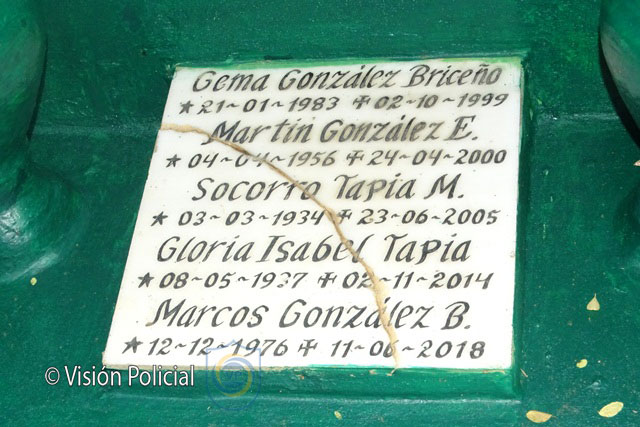 Gema González Briceño
★21~01~1983 ✝02~10~1999
Martin González E.
★04~04~1956 ✝24~04~2000
Socorro Tapia M.
★03~03~1934 ✝23~06~2005
Gloria Isabel Tapia
★08~05~1937 ✝02~11~2014
Marcos González B.
★12~12~1976 ✝11~06~2018
© Visión Policial